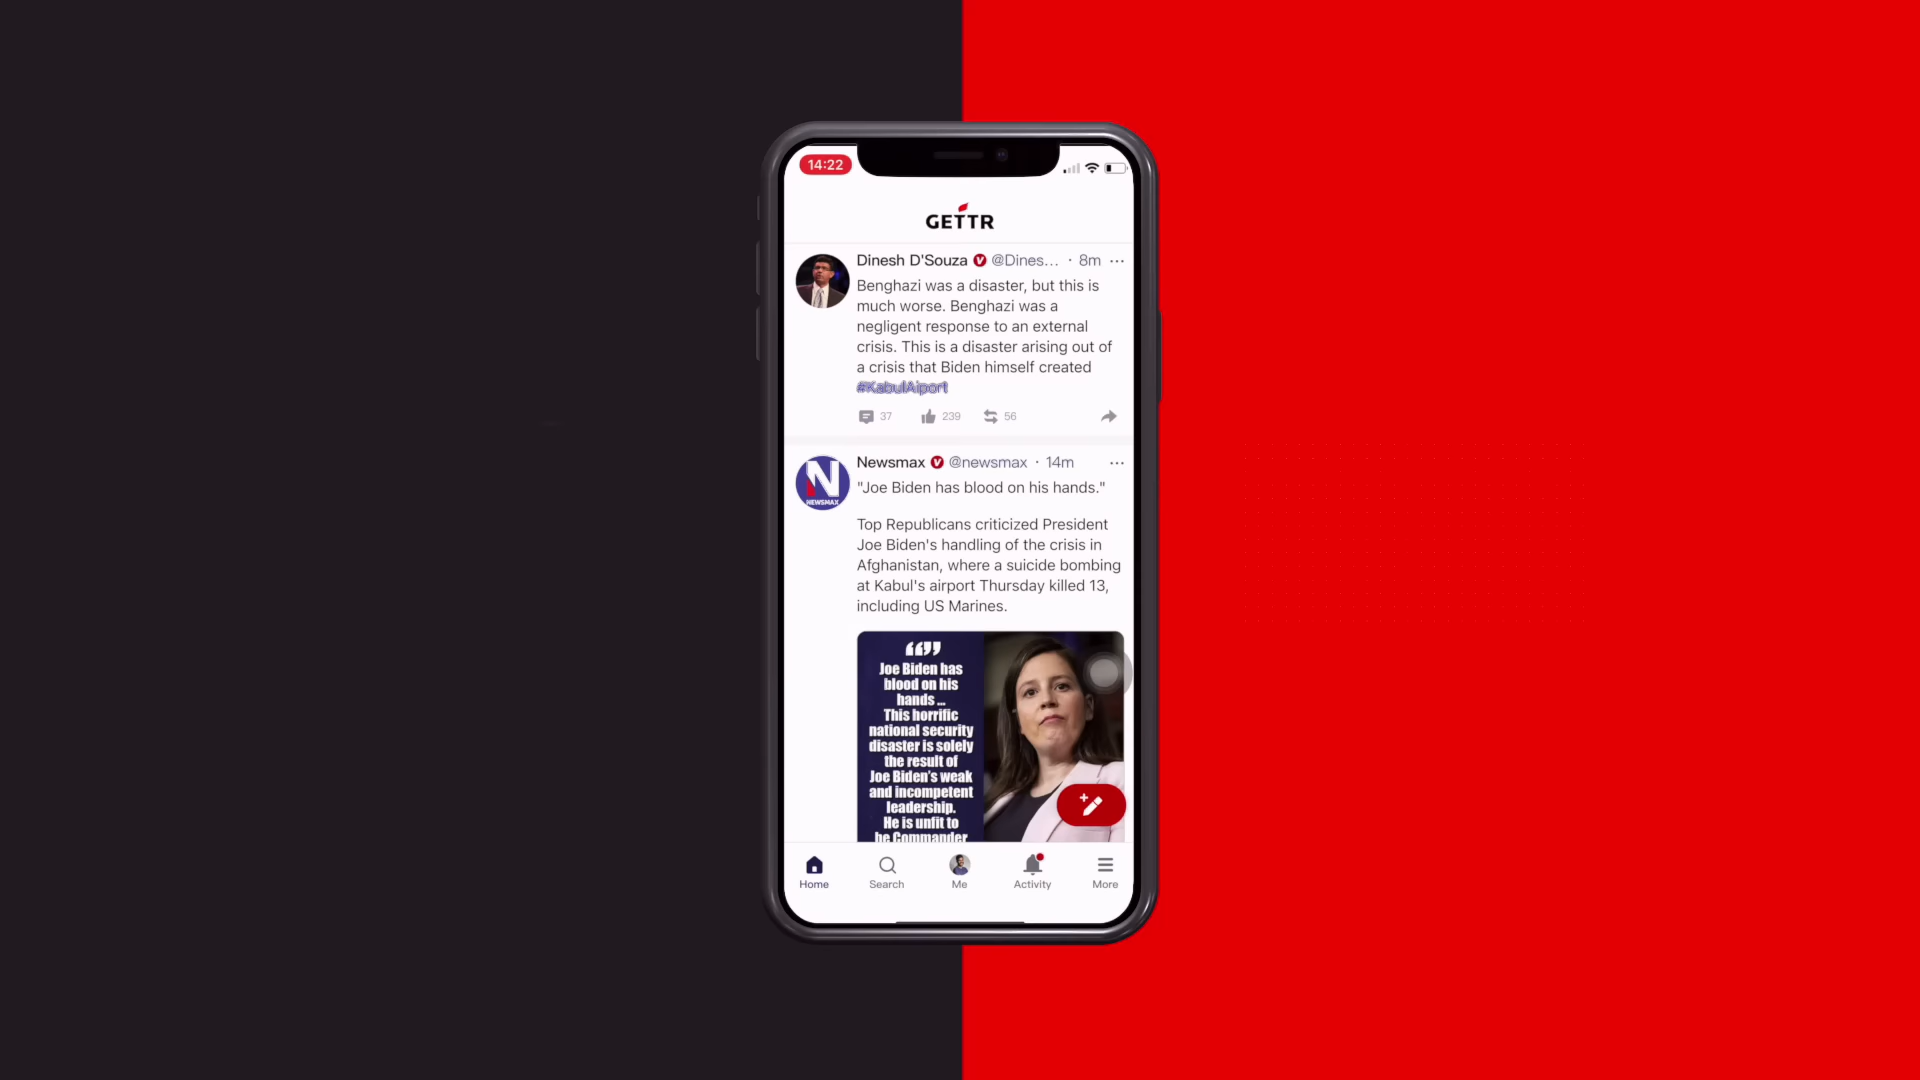 14:22
GETTR
Dinesh D'Souza @Dines... · 8m ...
Benghazi was a disaster, but this is
much worse. Benghazi was a
negligent response to an external
crisis. This is a disaster arising out of
a crisis that Biden himself created
#KabulAiport
37 239 56
Newsmax @newsmax · 14m ...
"Joe Biden has blood on his hands."
Top Republicans criticized President
Joe Biden's handling of the crisis in
Afghanistan, where a suicide bombing
at Kabul's airport Thursday killed 13,
including US Marines.
N
NEWSMAX
Joe Biden has
blood on his
hands ...
This horrific
national security
disaster is solely
the result of
Joe Biden's weak
and incompetent
leadership.
He is unfit to
be Commander
Home Search Me Activity More